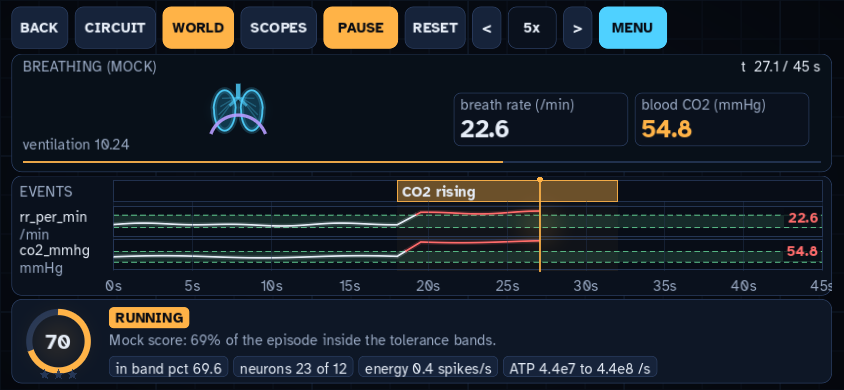 BACK CIRCUIT WORLD SCOPES PAUSE RESET < 5x > MENU
BREATHING (MOCK) t 27.1 / 45 s
breath rate (/min) blood CO2 (mmHg)
22.6 54.8
ventilation 10.24
EVENTS CO2 rising
rr_per_min 22.6
/min
co2_mmhg 54.8
mmHg
0s 5s 10s 15s 20s 25s 30s 35s 40s 45s
70 RUNNING
Mock score: 69% of the episode inside the tolerance bands.
in band pct 69.6 neurons 23 of 12 energy 0.4 spikes/s ATP 4.4e7 to 4.4e8 /s